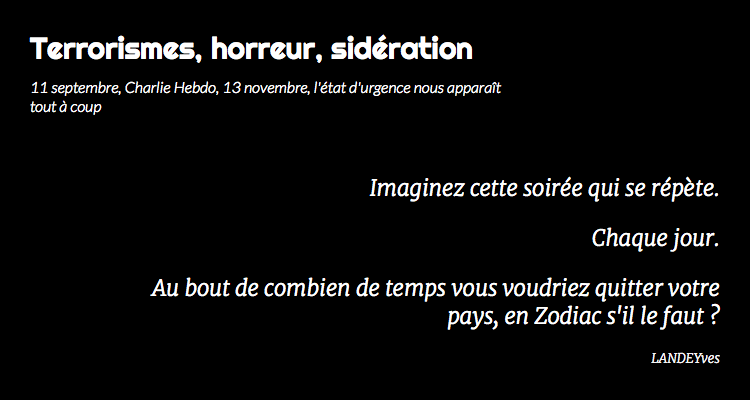 Terrorismes, horreur, sidération
11 septembre, Charlie Hebdo, 13 novembre, l'état d'urgence nous apparaît
tout à coup
Imaginez cette soirée qui se répète.
Chaque jour.
Au bout de combien de temps vous voudriez quitter votre
pays, en Zodiac s'il le faut ?
LANDEYves